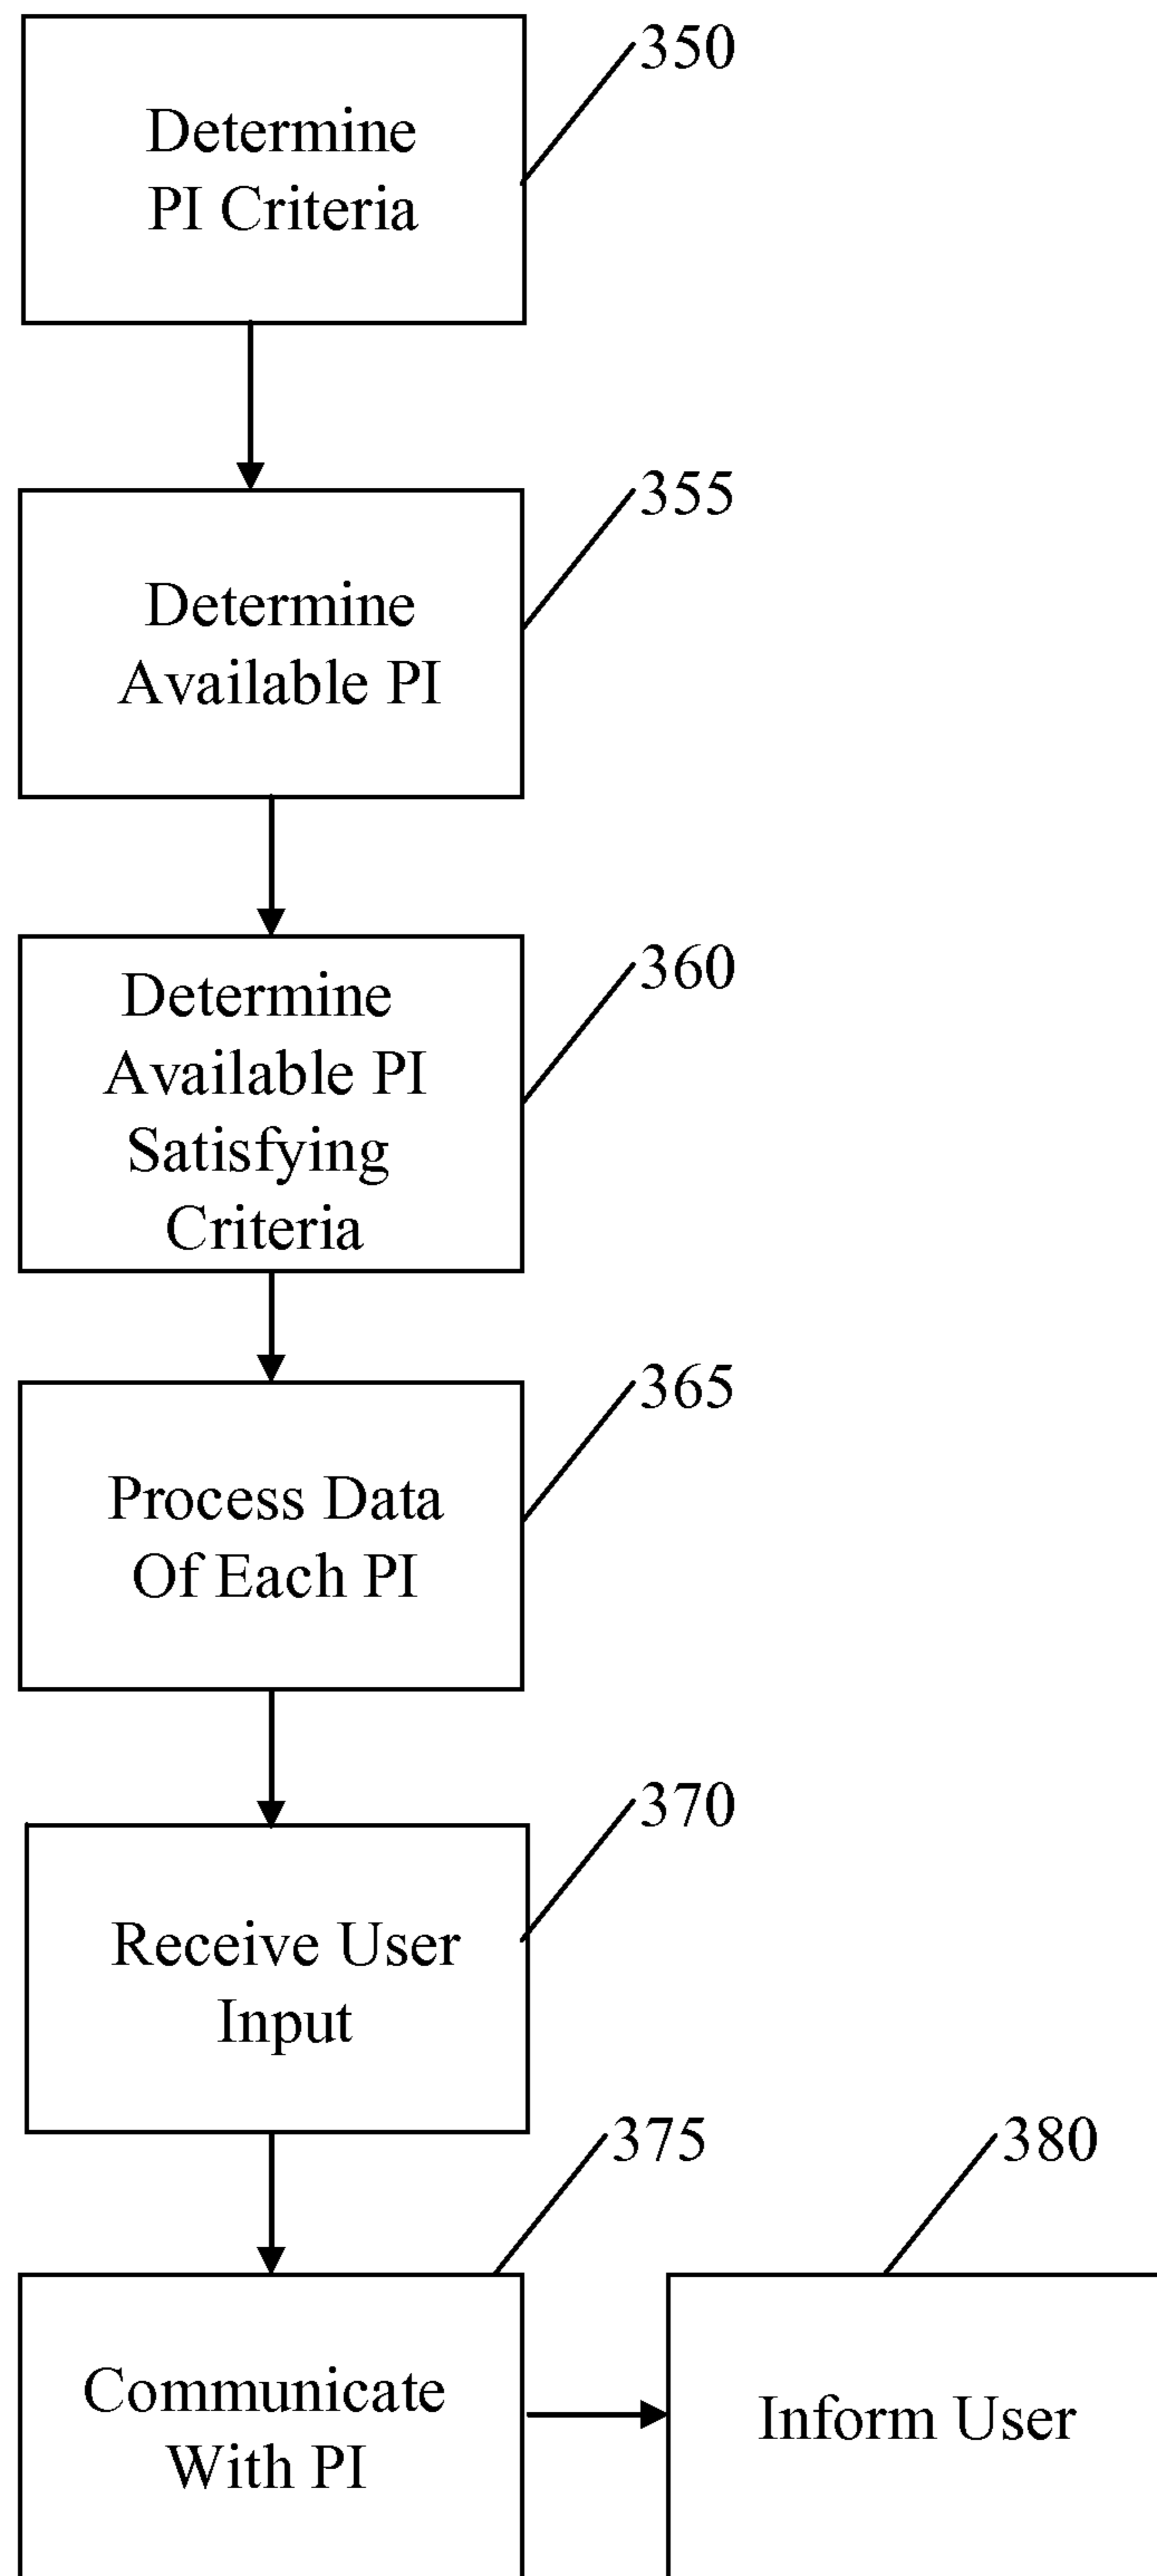 350
Determine
PI Criteria
355
Determine
Available PI
360
Determine
Available PI
Satisfying
Criteria
365
Process Data
Of Each PI
370
Receive User
Input
375
380
Communicate
With PI
Inform User